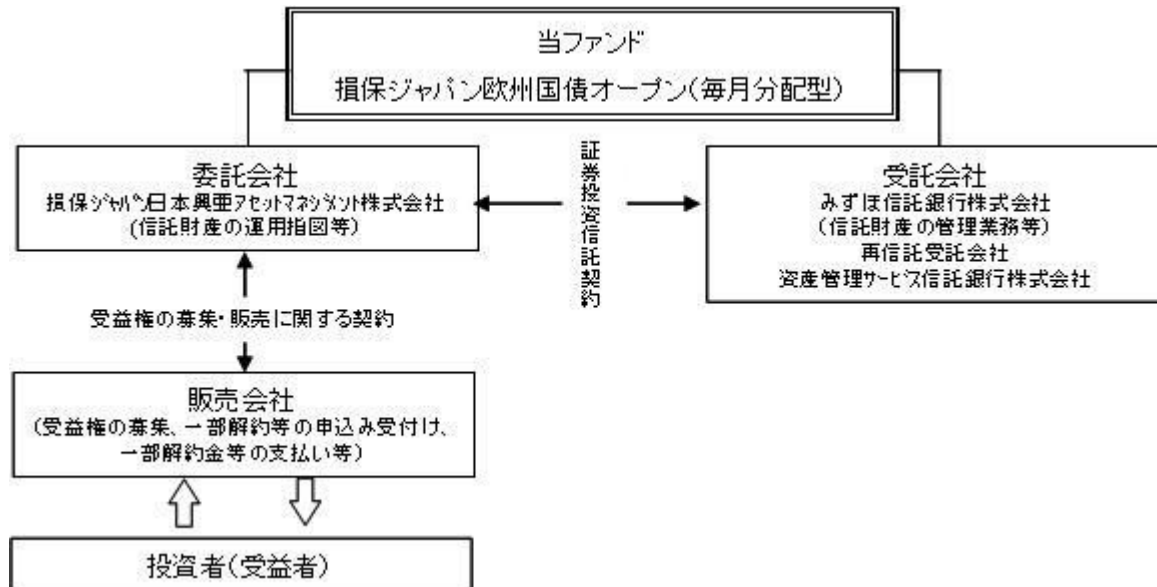 当ファンド
損保ジャパン欧州国債オープン(毎月分配型)
委託会社
損保ジャパン日本興亜アセットマネジメント株式会社
(信託財産の運用指図等)
証券投資信託契約
受託会社
みずほ信託銀行株式会社
(信託財産の管理業務等)
再信託受託会社
資産管理サービス信託銀行株式会社
受益権の募集・販売に関する契約
販売会社
(受益権の募集、一部解約等の申込み受付け、
一部解約金等の支払い等)
投資者(受益者)